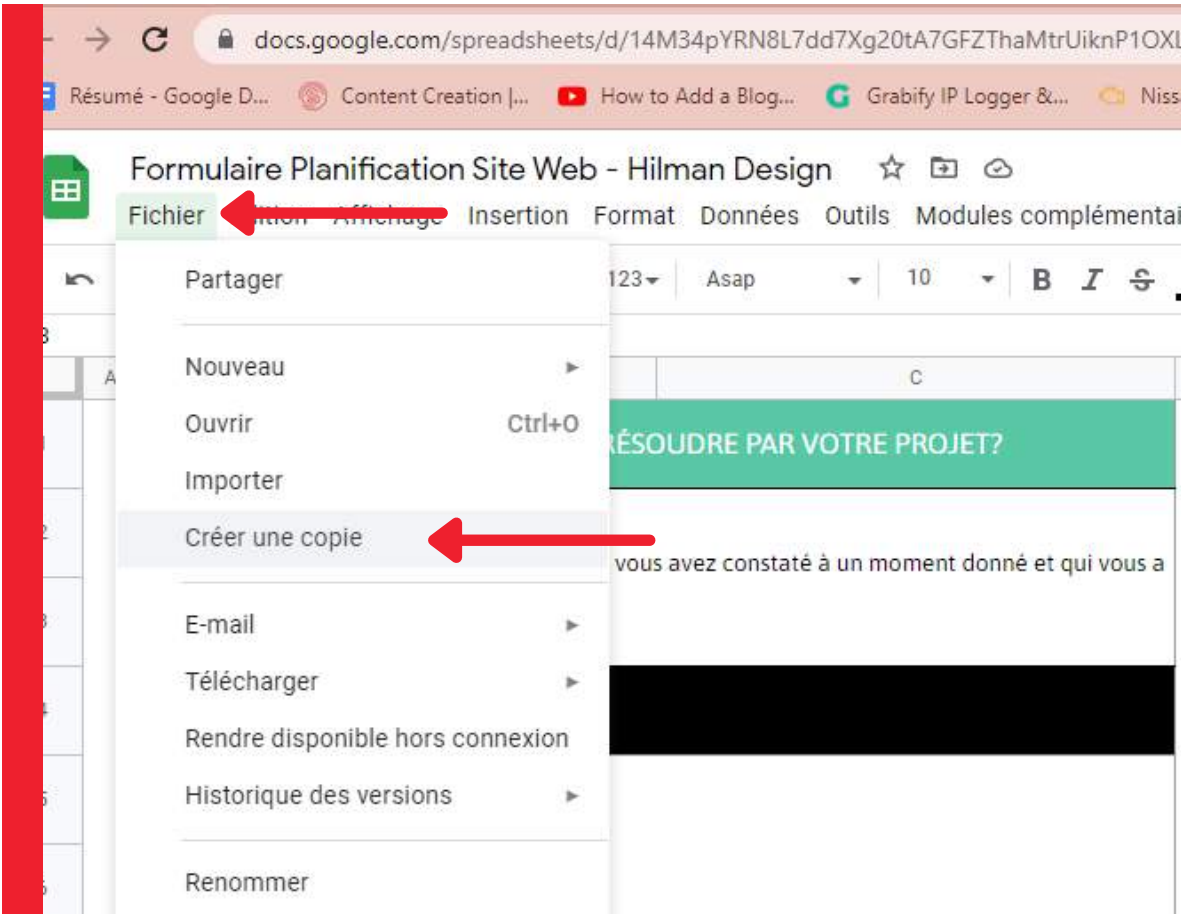 docs.google.com/spreadsheets/d/14M34pYRN8L7dd7Xg20tA7GFZThaMtrUiknP1OXL
Résumé - Google D... Content Creation |... How to Add a Blog... Grabify IP Logger &... Niss
Formulaire Planification Site Web - Hilman Design
Fichier Affichage Insertion Format Données Outils Modules complémentai
Partager 123 Asap 10 B I S
Nouveau
A C
Ouvrir Ctrl+O
RÉSOUDRE PAR VOTRE PROJET?
Importer
Créer une copie
vous avez constaté à un moment donné et qui vous a
E-mail
Télécharger
Rendre disponible hors connexion
Historique des versions
Renommer